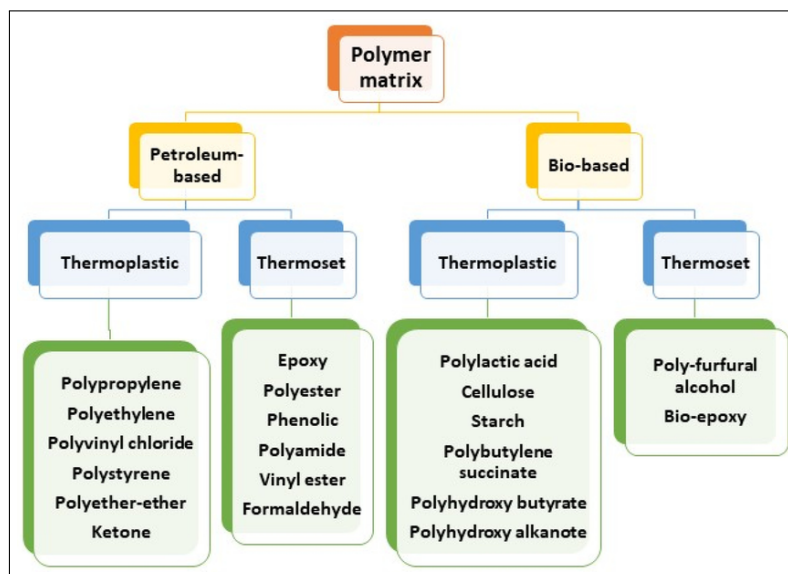 Polymer
matrix
Petroleum-
based
Bio-based
Thermoplastic
Thermoset
Thermoplastic
Thermoset
Polypropylene
Polyethylene
Polyvinyl chloride
Polystyrene
Polyether-ether
Ketone
Epoxy
Polyester
Phenolic
Polyamide
Vinyl ester
Formaldehyde
Polylactic acid
Cellulose
Starch
Polybutylene
succinate
Polyhydroxy butyrate
Polyhydroxy alkanote
Poly-furfural
alcohol
Bio-epoxy